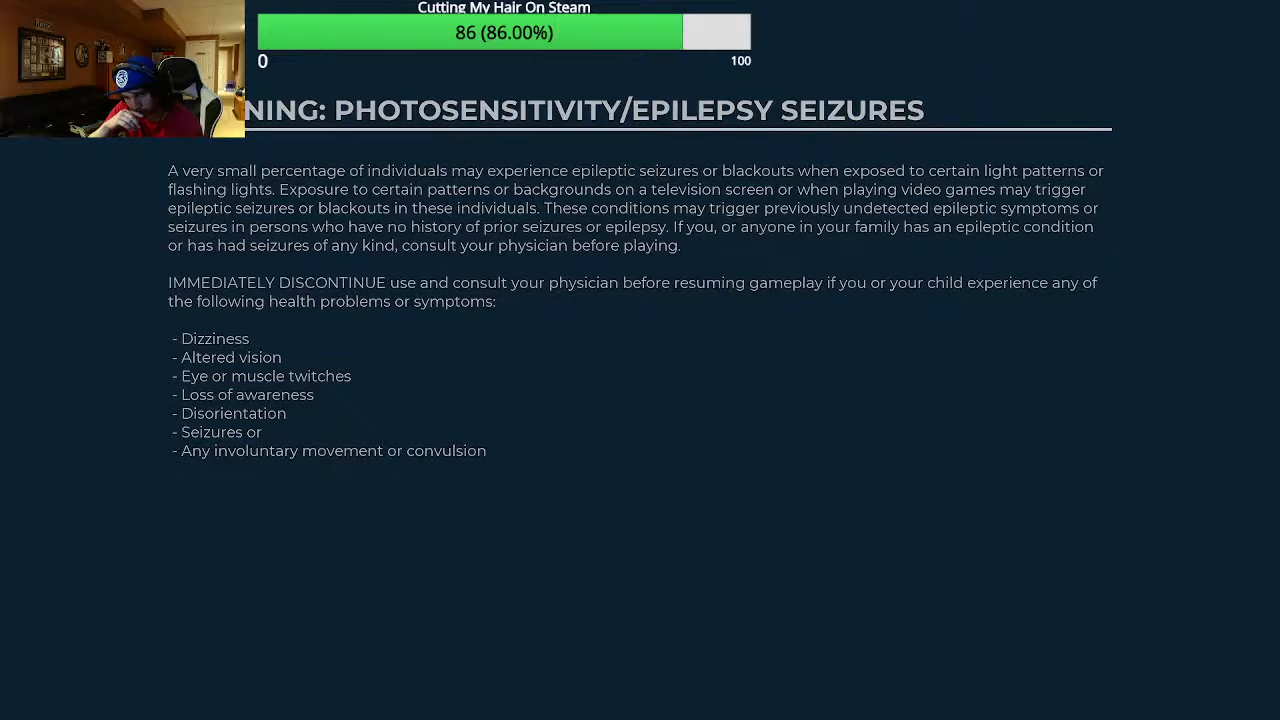 Cutting My Hair On Steam
86 (86.00%)
0
100
NING: PHOTOSENSITIVITY/EPILEPSY SEIZURES
A very small percentage of individuals may experience epileptic seizures or blackouts when exposed to certain light patterns or
flashing lights. Exposure to certain patterns or backgrounds on a television screen or when playing video games may trigger
epileptic seizures or blackouts in these individuals. These conditions may trigger previously undetected epileptic symptoms or
seizures in persons who have no history of prior seizures or epilepsy. If you, or anyone in your family has an epileptic condition
or has had seizures of any kind, consult your physician before playing.
IMMEDIATELY DISCONTINUE use and consult your physician before resuming gameplay if you or your child experience any of
the following health problems or symptoms:
- Dizziness
- Altered vision
- Eye or muscle twitches
- Loss of awareness
- Disorientation
- Seizures or
- Any involuntary movement or convulsion